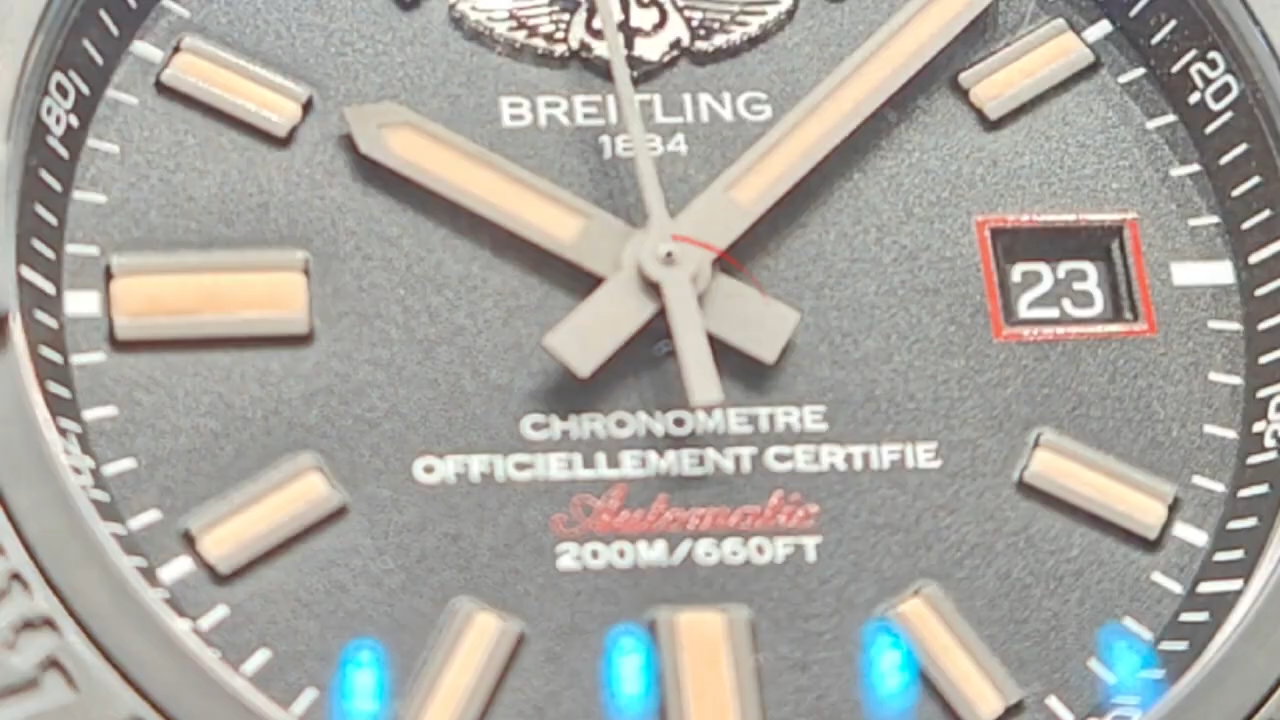 80
20
BREITLING
1884
23
CHRONOMETRE
OFFICIELLEMENT CERTIFIE
Automatic
200M/660FT